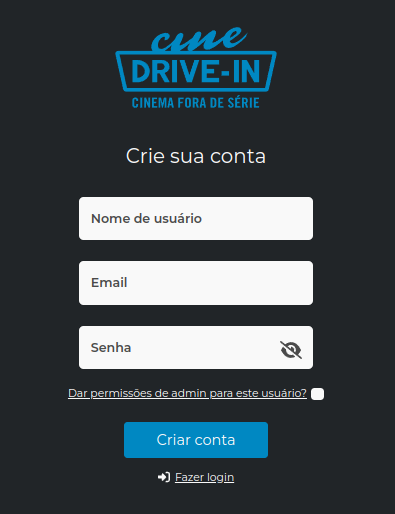 cine
DRIVE-IN
CINEMA FORA DE SÉRIE
Crie sua conta
Nome de usuário
Email
Senha
Dar permissões de admin para este usuário?
Criar conta
Fazer login